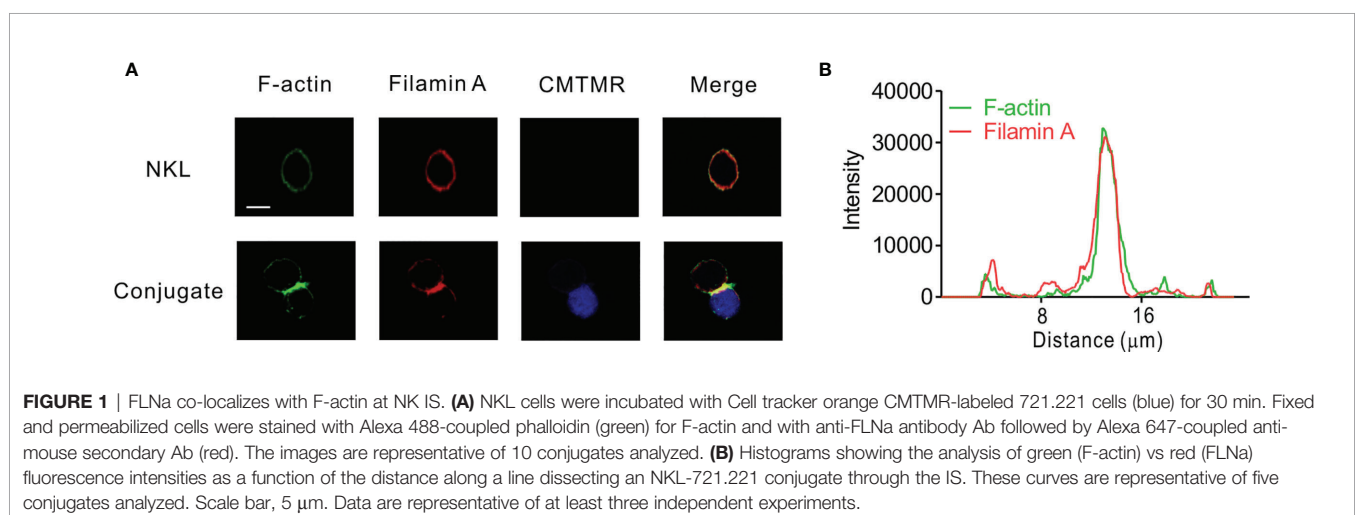 A
F-actin Filamin A CMTMR Merge
NKL
Conjugate
B
40000
30000
20000
10000
0
Intensity
F-actin
Filamin A
8 16
Distance (μm)
FIGURE 1 | FLNa co-localizes with F-actin at NK IS. (A) NKL cells were incubated with Cell tracker orange CMTMR-labeled 721.221 cells (blue) for 30 min. Fixed
and permeabilized cells were stained with Alexa 488-coupled phalloidin (green) for F-actin and with anti-FLNa antibody Ab followed by Alexa 647-coupled anti-
mouse secondary Ab (red). The images are representative of 10 conjugates analyzed. (B) Histograms showing the analysis of green (F-actin) vs red (FLNa)
fluorescence intensities as a function of the distance along a line dissecting an NKL-721.221 conjugate through the IS. These curves are representative of five
conjugates analyzed. Scale bar, 5 μm. Data are representative of at least three independent experiments.